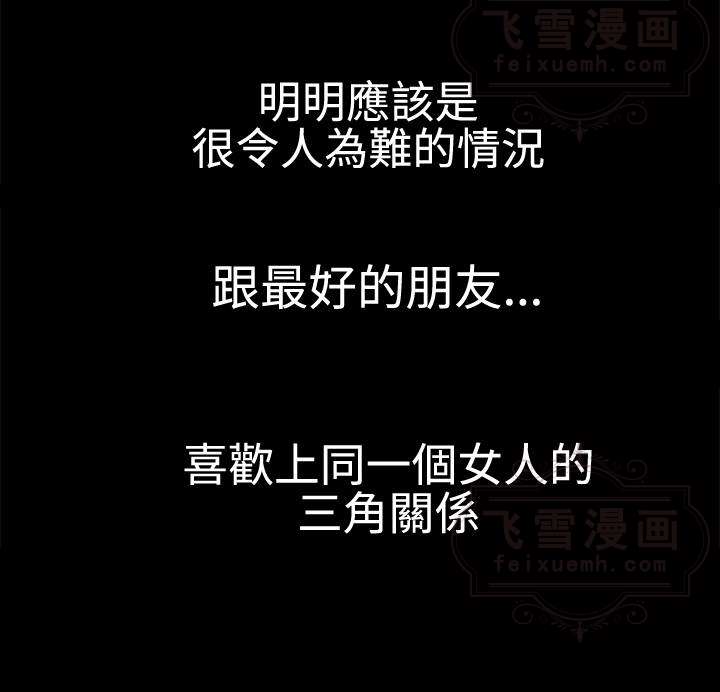 飞雪漫画
feixuemh.com
明明應該是
很令人為難的情況
跟最好的朋友...
喜歡上同一個女人的
三角關係
飞雪漫画
feixuemh.com